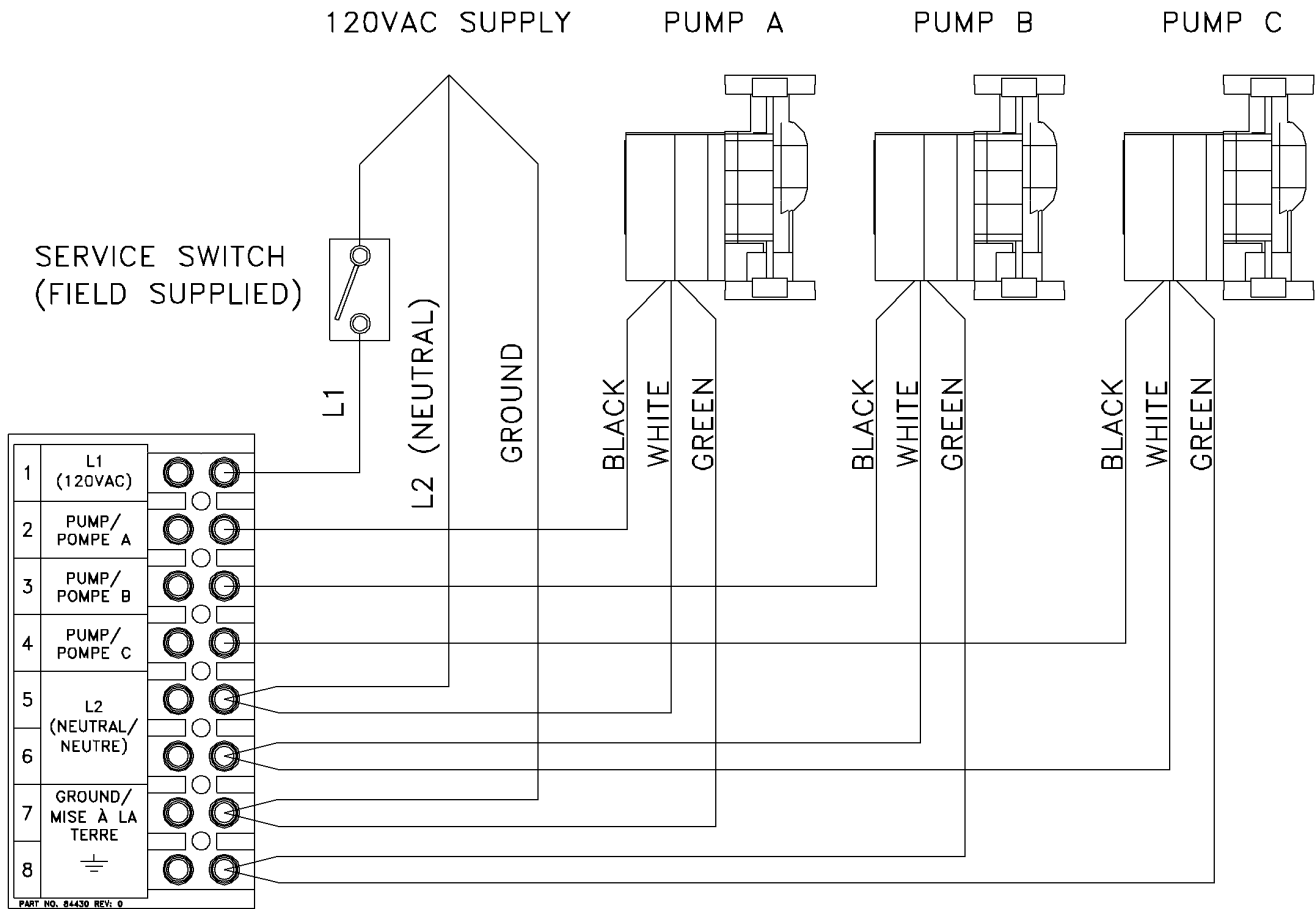 120VAC SUPPLY
PUMP A
PUMP B
PUMP C
SERVICE SWITCH
(FIELD SUPPLIED)
L1
L2 (NEUTRAL)
GROUND
BLACK
WHITE
GREEN
BLACK
WHITE
GREEN
BLACK
WHITE
GREEN
1
L1
(120VAC)
2
PUMP/
POMPE A
3
PUMP/
POMPE B
4
PUMP/
POMPE C
5
L2
(NEUTRAL/
NEUTRE)
6
7
GROUND/
MISE À LA
TERRE
8
PART NO. 84430 REV: 0